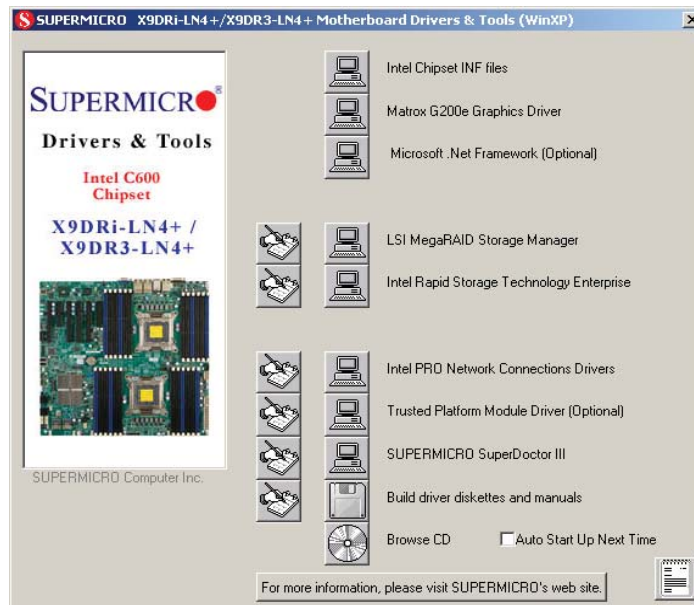 SUPERMICRO X9DRi-LN4+/X9DR3-LN4+ Motherboard Drivers & Tools (WinXP)
SUPERMICRO®
Drivers & Tools
Intel C600
Chipset
X9DRi-LN4+ /
X9DR3-LN4+
SUPERMICRO Computer Inc.
Intel Chipset INF files
Matrox G200e Graphics Driver
Microsoft .Net Framework (Optional)
LSI MegaRAID Storage Manager
Intel Rapid Storage Technology Enterprise
Intel PRO Network Connections Drivers
Trusted Platform Module Driver (Optional)
SUPERMICRO SuperDoctor III
Build driver diskettes and manuals
Browse CD Auto Start Up Next Time
For more information, please visit SUPERMICRO's web site.